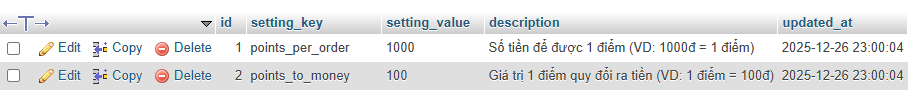 id setting_key setting_value description updated_at
Edit Copy Delete 1 points_per_order 1000 Số tiền để được 1 điểm (VD: 1000đ = 1 điểm) 2025-12-26 23:00:04
Edit Copy Delete 2 points_to_money 100 Giá trị 1 điểm quy đổi ra tiền (VD: 1 điểm = 100đ) 2025-12-26 23:00:04